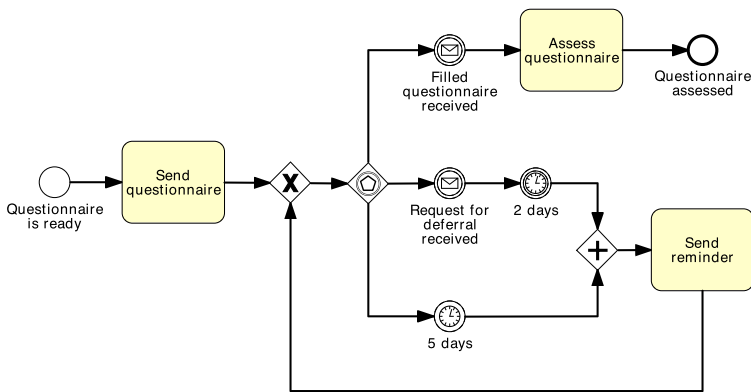 Assess
questionnaire
Filled
questionnaire
received
Questionnaire
assessed
Send
questionnaire
Questionnaire
is ready
X
Request for
deferral
received
2 days
Send
reminder
5 days